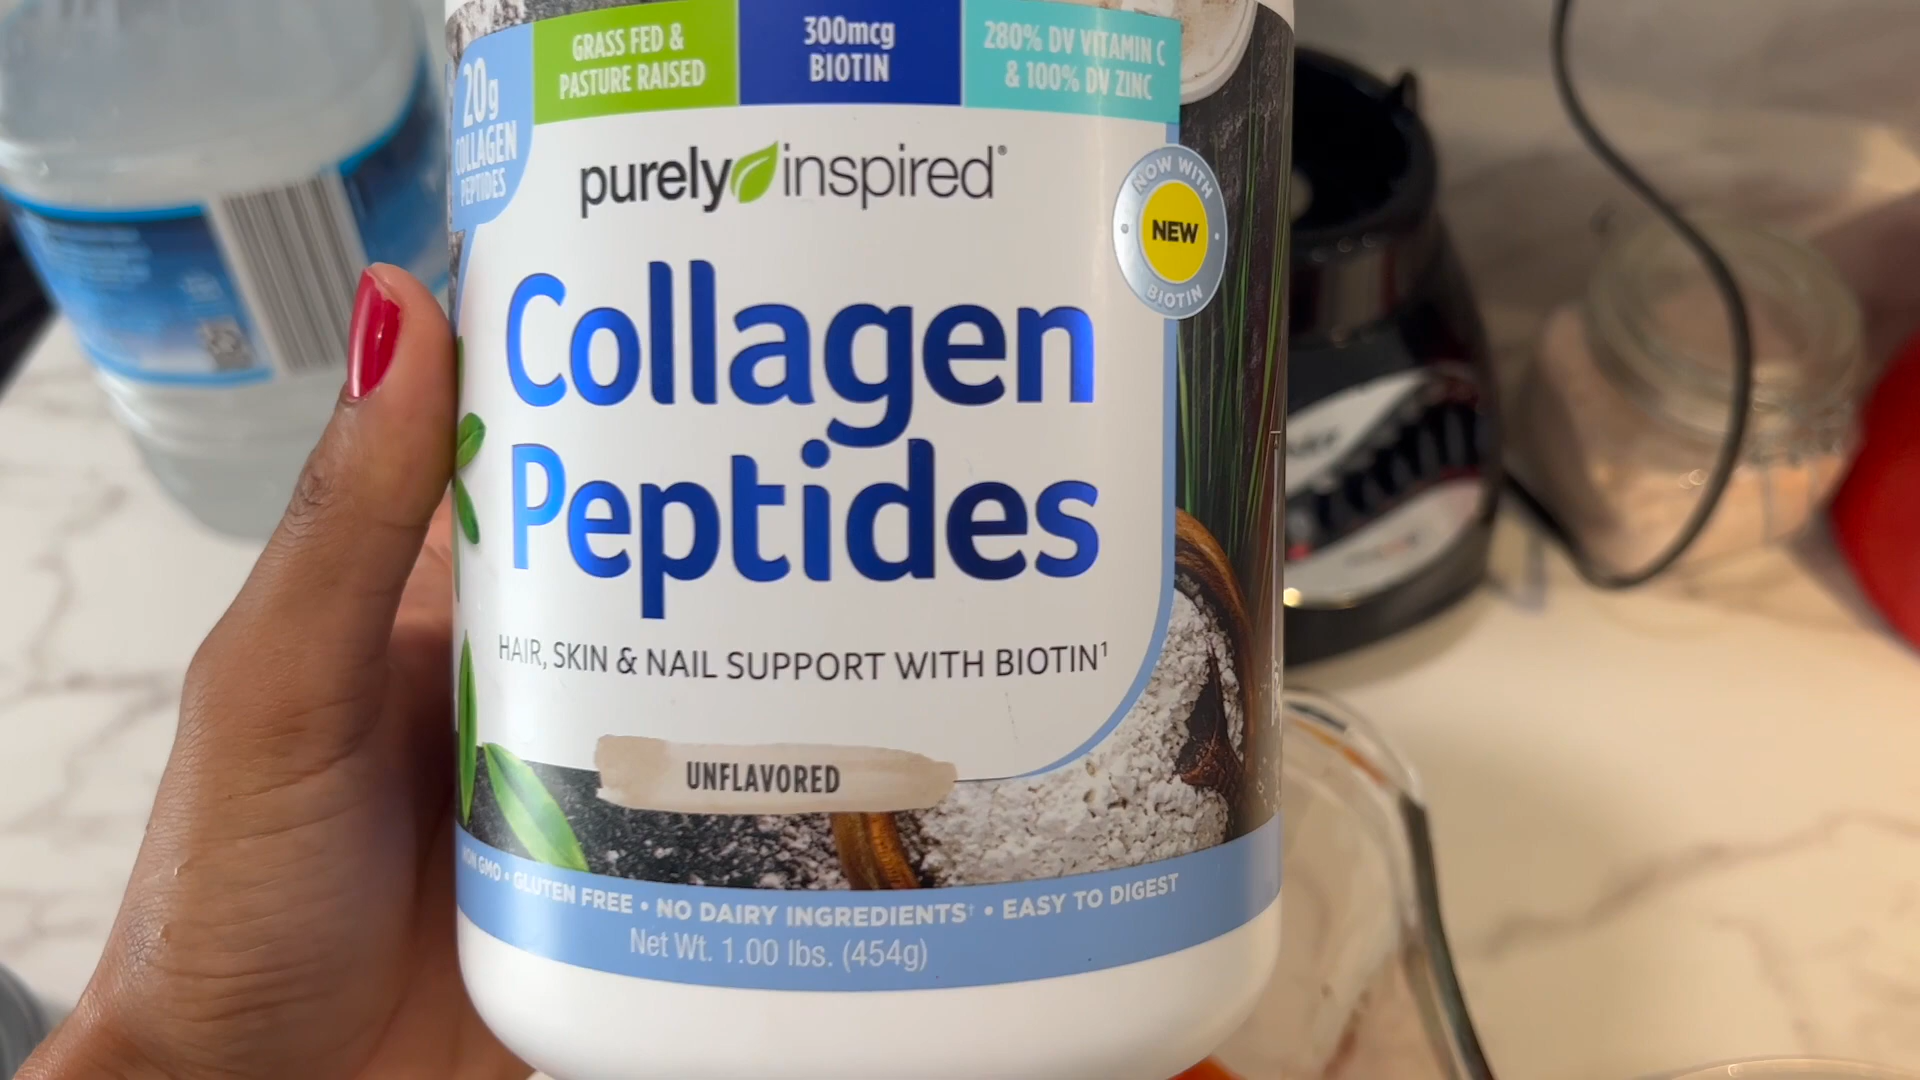 20g
COLLAGEN
PEPTIDES
GRASS FED &
PASTURE RAISED
300mcg
BIOTIN
280% DV VITAMIN C
& 100% DV ZINC
purely inspired®
NOW WITH
NEW
BIOTIN
Collagen
Peptides
HAIR, SKIN & NAIL SUPPORT WITH BIOTIN¹
UNFLAVORED
NON GMO • GLUTEN FREE • NO DAIRY INGREDIENTS† • EASY TO DIGEST
Net Wt. 1.00 lbs. (454g)